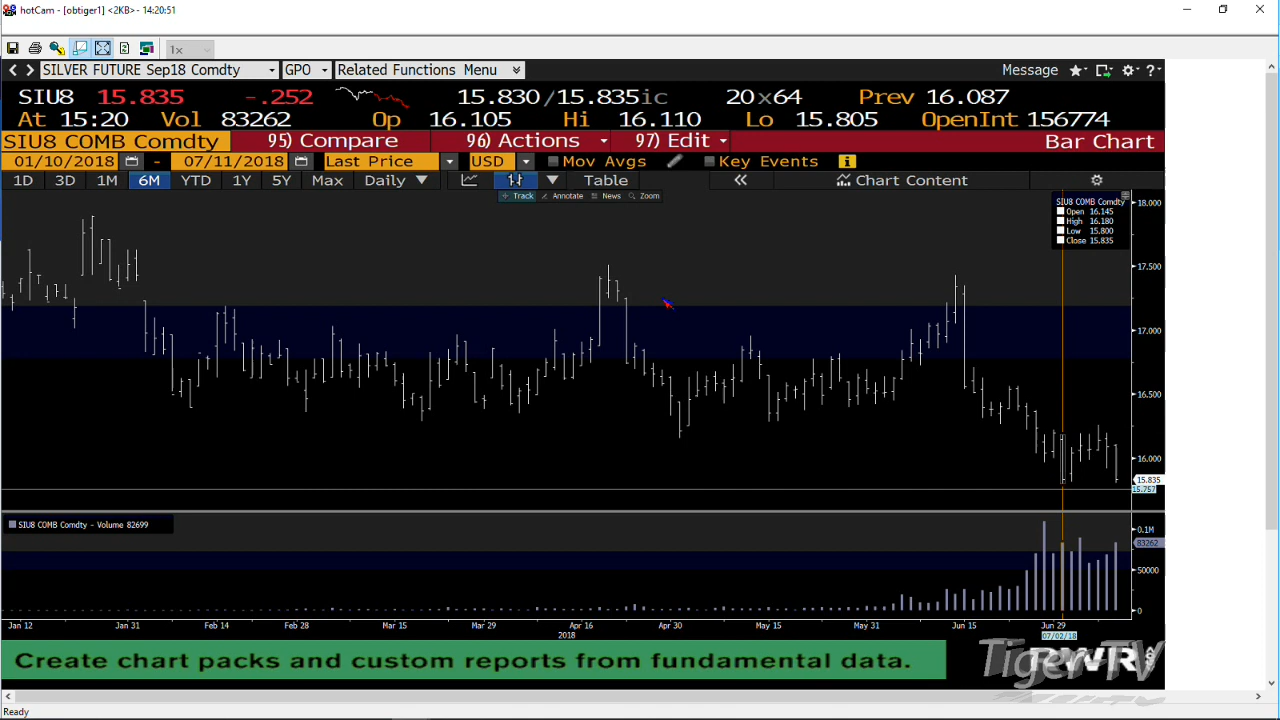 hotCam - [obtiger1] <2KB> - 14:20:51
1x
SILVER FUTURE Sep18 Comdty GPO Related Functions Menu Message
SIU8 15.835 -.252 15.830/15.835ic 20x64 Prev 16.087
At 15:20 Vol 83262 Op 16.105 Hi 16.110 Lo 15.805 OpenInt 156774
SIU8 COMB Comdty 95) Compare 96) Actions 97) Edit Bar Chart
01/10/2018 - 07/11/2018 Last Price USD Mov Avgs Key Events
1D 3D 1M 6M YTD 1Y 5Y Max Daily Table Chart Content
Track Annotate News Zoom
SIU8 COMB Comdty
Open 16.145
High 16.180
Low 15.800
Close 15.835
18.000
17.500
17.000
16.500
16.000
15.835
15.757
SIU8 COMB Comdty - Volume 82699
0.1M
83262
50000
0
Jan 12 Jan 31 Feb 14 Feb 28 Mar 15 Mar 29 Apr 16 Apr 30 May 15 May 31 Jun 15 Jun 29
2018 07/02/18
Create chart packs and custom reports from fundamental data.
Tiger-TV
Ready